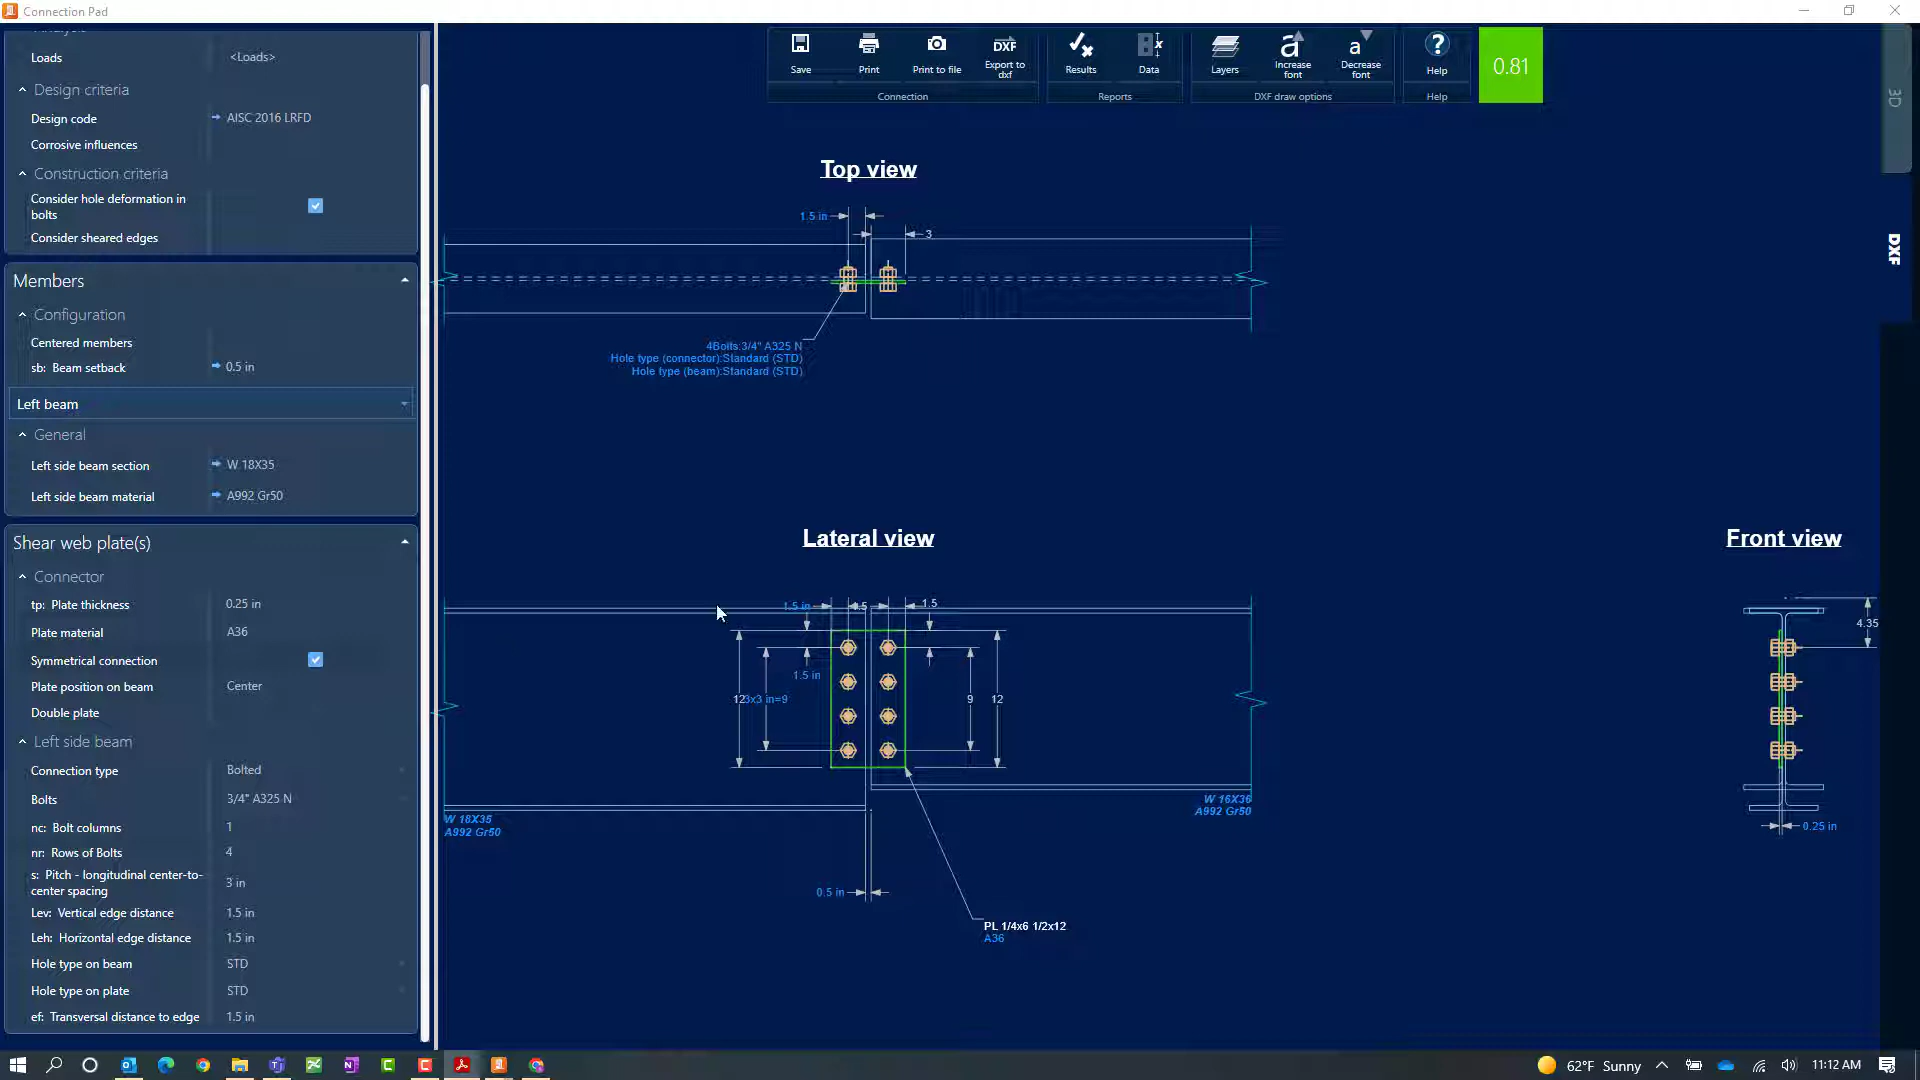 Connection Pad
Loads
<Loads>
Design criteria
Design code
AISC 2016 LRFD
Corrosive influences
Construction criteria
Consider hole deformation in
bolts
Consider sheared edges
Members
Configuration
Centered members
sb: Beam setback
0.5 in
Left beam
General
Left side beam section
W 18X35
Left side beam material
A992 Gr50
Shear web plate(s)
Connector
tp: Plate thickness
0.25 in
Plate material
A36
Symmetrical connection
Plate position on beam
Center
Double plate
Left side beam
Connection type
Bolted
Bolts
3/4" A325 N
nc: Bolt columns
1
nr: Rows of Bolts
4
s: Pitch - longitudinal center-to-
center spacing
3 in
Lev: Vertical edge distance
1.5 in
Leh: Horizontal edge distance
1.5 in
Hole type on beam
STD
Hole type on plate
STD
ef: Transversal distance to edge
1.5 in
Save
Print
Print to file
DXF
Export to
dxf
Connection
Results
Data
Reports
Layers
a
Increase
font
a
Decrease
font
DXF draw options
?
Help
Help
0.81
3D
DXF
Top view
1.5 in
3
4Bolts:3/4" A325 N
Hole type (connector):Standard (STD)
Hole type (beam):Standard (STD)
Lateral view
1.5 in
1.5
1.5 in
12
3x3 in=9
9
12
W 18X35
A992 Gr50
W 16X36
A992 Gr50
0.5 in
PL 1/4x6 1/2x12
A36
Front view
4.35
0.25 in
62°F Sunny
11:12 AM